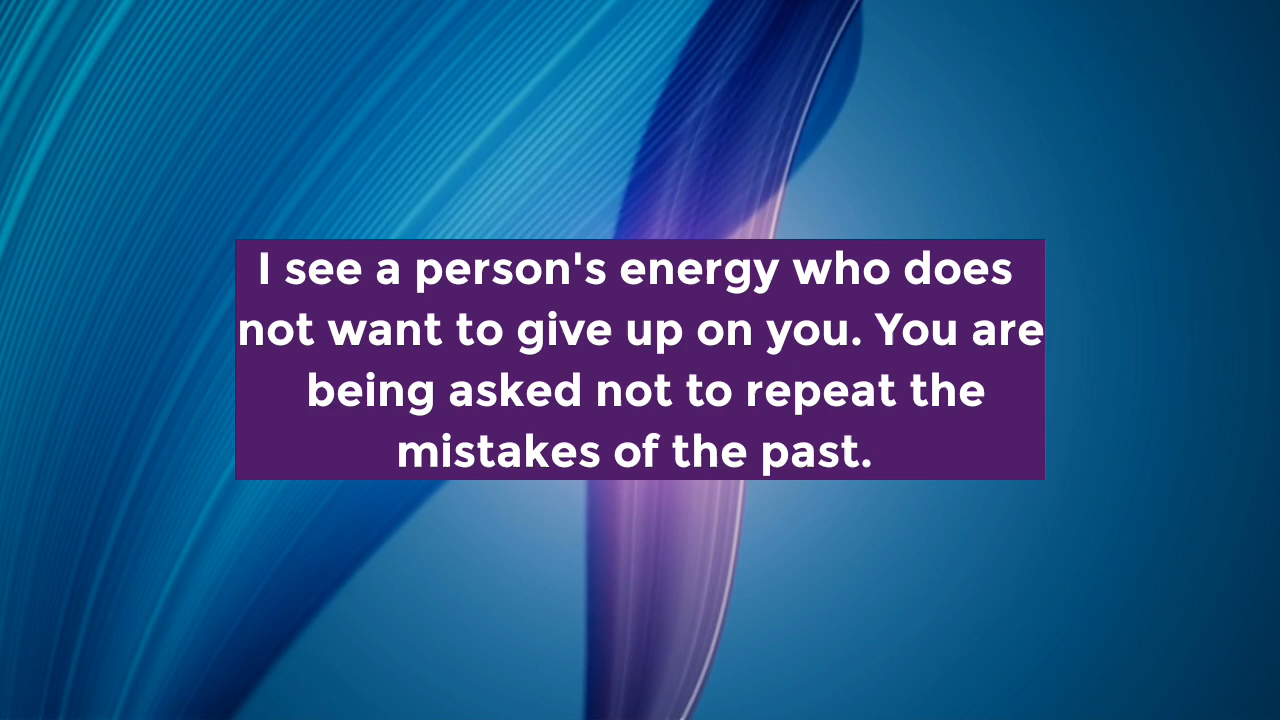 I see a person's energy who does
not want to give up on you. You are
being asked not to repeat the
mistakes of the past.